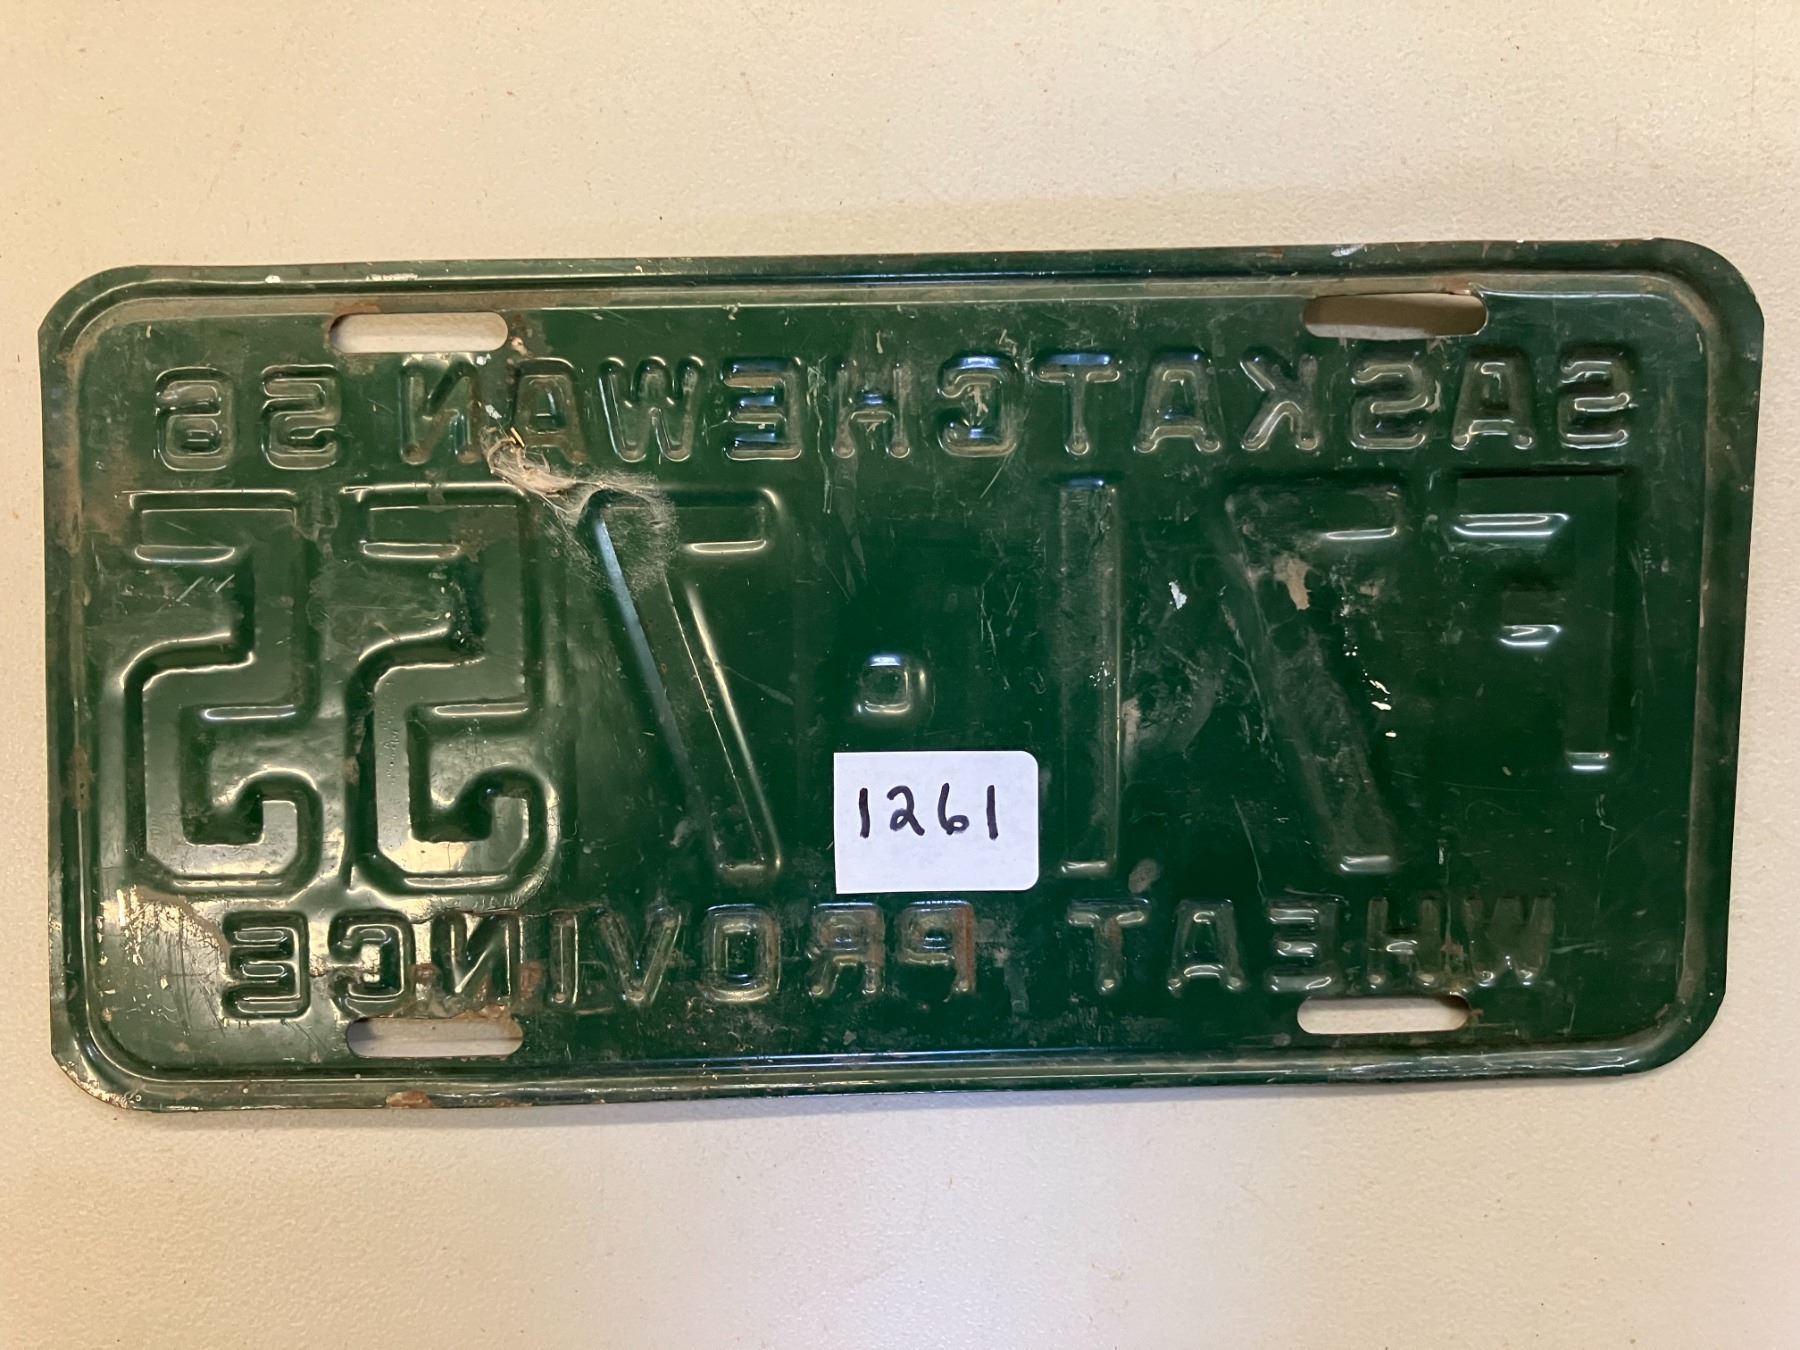 SASKATCHEWAN 58
F71·755
1261
WHEAT PROVINCE